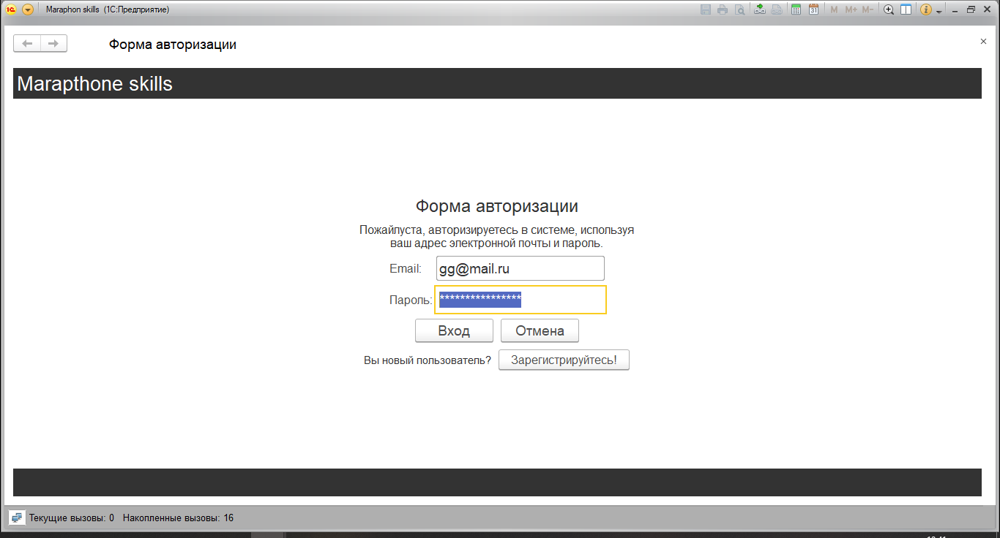 Maraphon skills (1С:Предприятие)
M M+ M-
31
Форма авторизации
Marapthone skills
Форма авторизации
Пожайлуста, авторизируетесь в системе, используя
ваш адрес электронной почты и пароль.
Email: gg@mail.ru
Пароль: ****************
Вход Отмена
Вы новый пользователь? Зарегистрируйтесь!
Текущие вызовы: 0 Накопленные вызовы: 16